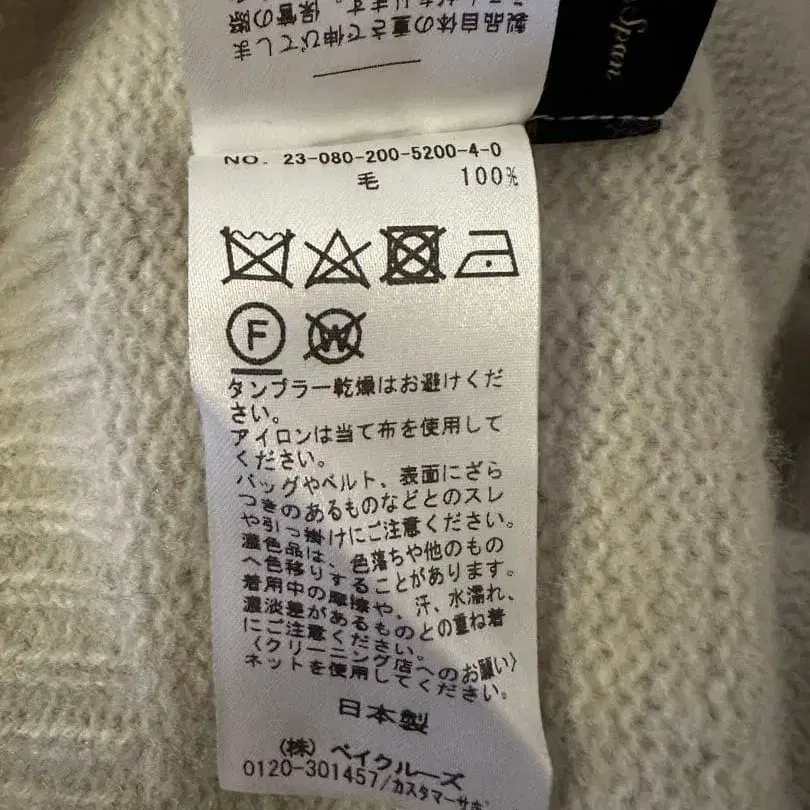 製品自体の重さで伸びてしま
保管の際
Span
NO. 23-080-200-5200-4-0
毛 100%
F
W
タンブラー乾燥はお避けくだ
さい。
アイロンは当て布を使用して
ください。
バッグやベルト、表面にざら
つきのあるものなどとのスレ
や引っ掛けにご注意ください。
濃色品は、色落ちや他のもの
へ色移りすることがあります。
着用中の摩擦や、汗、水濡れ、
濃淡差があるものとの重ね着
にご注意ください。
〈クリーニング店へのお願い〉
ネットを使用してください。
日本製
(株) ベイクルーズ
0120-301457/カスタマーサポ